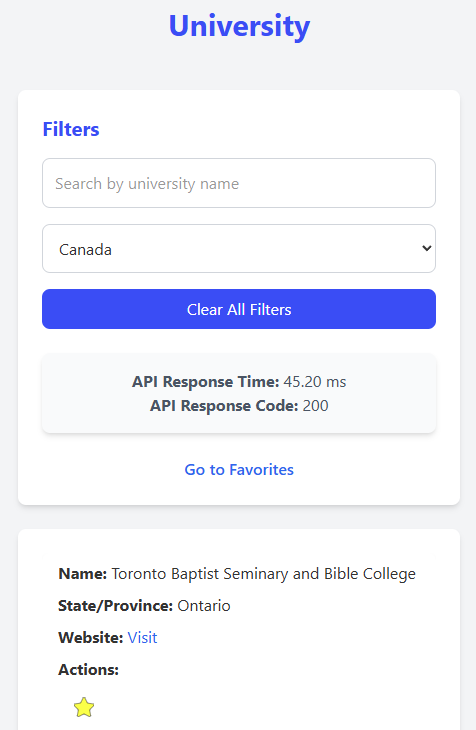 University
Filters
Search by university name
Canada
Clear All Filters
API Response Time: 45.20 ms
API Response Code: 200
Go to Favorites
Name: Toronto Baptist Seminary and Bible College
State/Province: Ontario
Website: Visit
Actions: